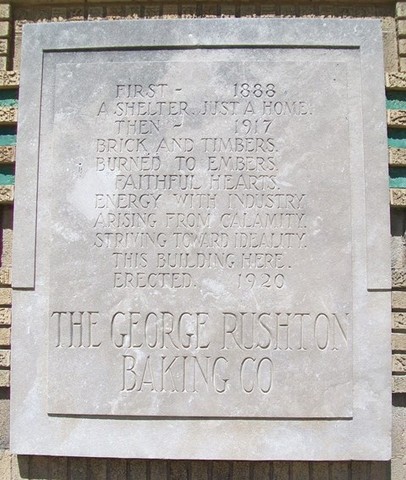 FIRST - 1888
A SHELTER, JUST A HOME.
THEN - 1917
BRICK AND TIMBERS.
BURNED TO EMBERS.
FAITHFUL HEARTS.
ENERGY WITH INDUSTRY
ARISING FROM CALAMITY.
STRIVING TOWARD IDEALITY.
THIS BUILDING HERE.
ERECTED. 1920
THE GEORGE RUSHTON
BAKING CO